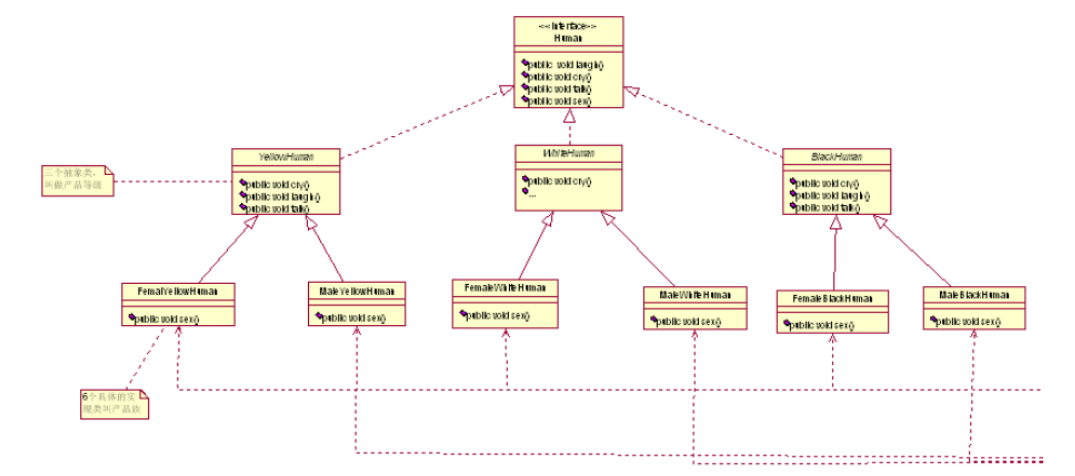 <<Interface>>
Human
public void laugh()
public void cry()
public void talk()
public void sex()
YellowHuman
public void cry()
public void laugh()
public void talk()
WhiteHuman
public void cry()
...
BlackHuman
public void cry()
public void laugh()
public void talk()
三个抽象类，
叫做产品等级
FemalYellowHuman
public void sex()
MaleYellowHuman
public void sex()
FemaleWhiteHuman
public void sex()
MaleWhiteHuman
public void sex()
FemaleBlackHuman
public void sex()
MaleBlackHuman
public void sex()
6个具体的实
现类叫产品族